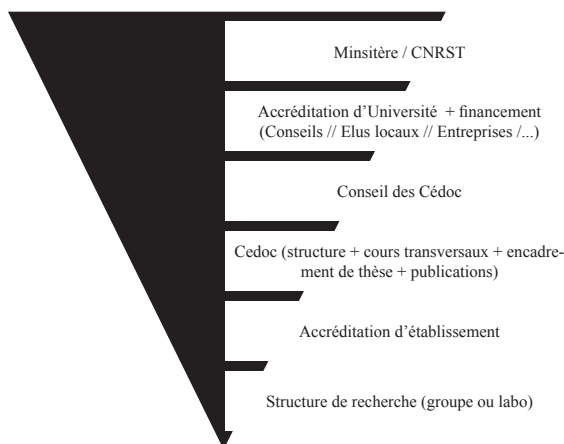 Minsitère / CNRST
Accréditation d'Université + financement
(Conseils // Elus locaux // Entreprises /...)
Conseil des Cédoc
Cedoc (structure + cours transversaux + encadre-
ment de thèse + publications)
Accréditation d'établissement
Structure de recherche (groupe ou labo)